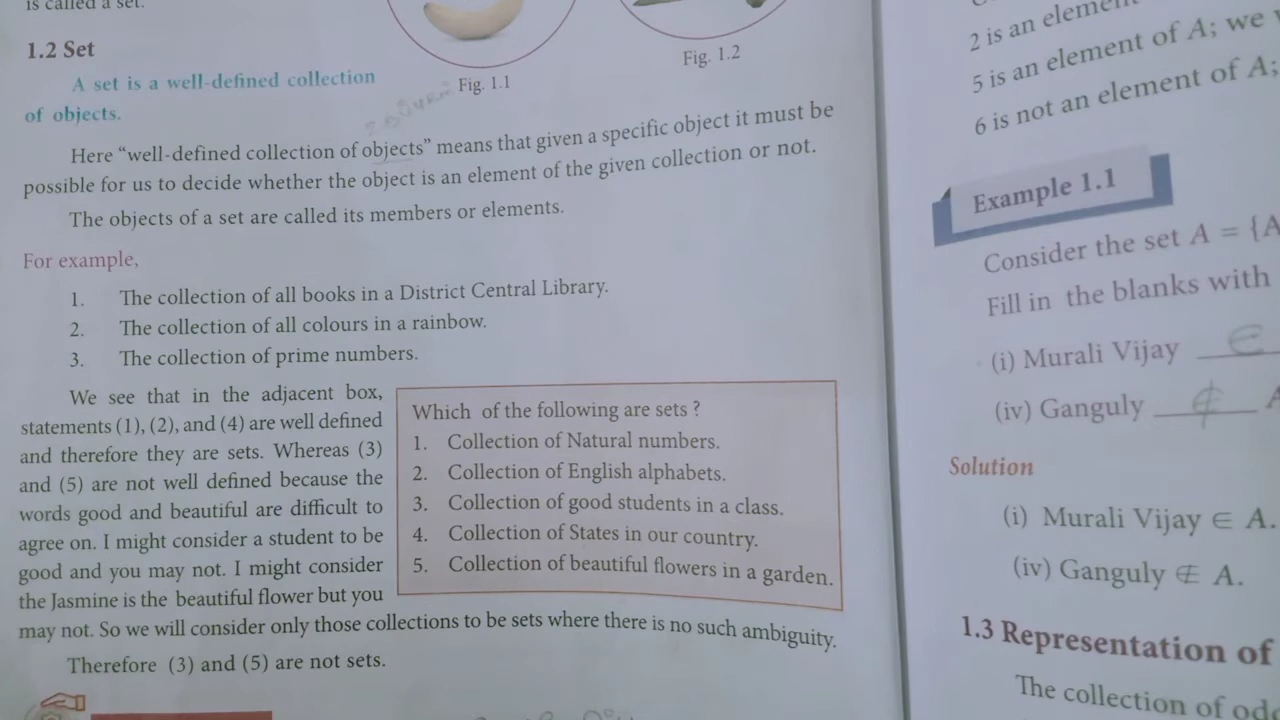 is called a set.
1.2 Set
Fig. 1.1
Fig. 1.2
A set is a well-defined collection
of objects.
Here “well-defined collection of objects” means that given a specific object it must be
possible for us to decide whether the object is an element of the given collection or not.
The objects of a set are called its members or elements.
For example,
1. The collection of all books in a District Central Library.
2. The collection of all colours in a rainbow.
3. The collection of prime numbers.
We see that in the adjacent box,
statements (1), (2), and (4) are well defined
and therefore they are sets. Whereas (3)
and (5) are not well defined because the
words good and beautiful are difficult to
agree on. I might consider a student to be
good and you may not. I might consider
the Jasmine is the beautiful flower but you
may not. So we will consider only those collections to be sets where there is no such ambiguity.
Therefore (3) and (5) are not sets.
Which of the following are sets ?
1. Collection of Natural numbers.
2. Collection of English alphabets.
3. Collection of good students in a class.
4. Collection of States in our country.
5. Collection of beautiful flowers in a garden.
2 is an element
5 is an element of A; we
6 is not an element of A;
Example 1.1
Consider the set A = {A
Fill in the blanks with
(i) Murali Vijay ∈
(iv) Ganguly ∉ A
Solution
(i) Murali Vijay ∈ A.
(iv) Ganguly ∉ A.
1.3 Representation of
The collection of odd